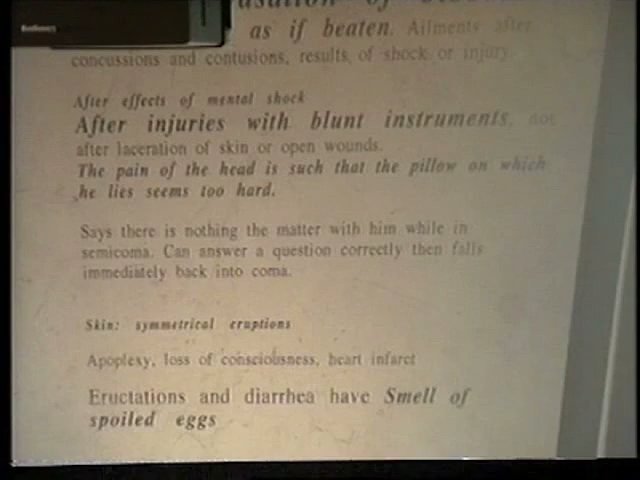 as if beaten. Ailments after
concussions and contusions, results of shock or injury.
After effects of mental shock
After injuries with blunt instruments, not
after laceration of skin or open wounds.
The pain of the head is such that the pillow on which
he lies seems too hard.
Says there is nothing the matter with him while in
semicoma. Can answer a question correctly then falls
immediately back into coma.
Skin: symmetrical eruptions
Apoplexy, loss of consciousness, heart infarct
Eructations and diarrhea have Smell of
spoiled eggs